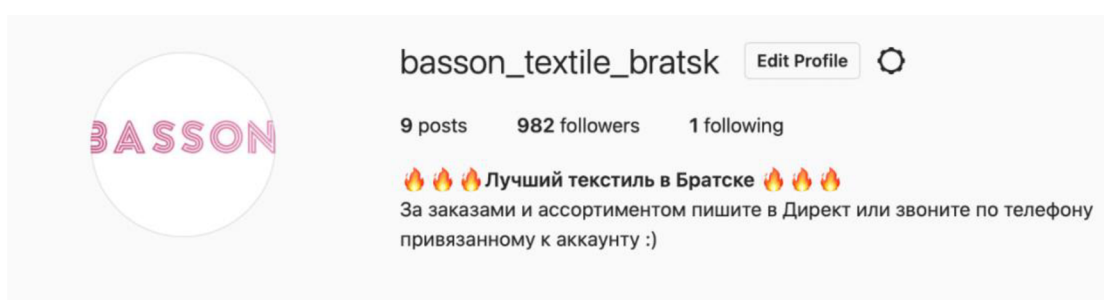 basson_textile_bratsk Edit Profile
9 posts 982 followers 1 following
BASSON
🔥🔥🔥Лучший текстиль в Братске🔥🔥🔥
За заказами и ассортиментом пишите в Директ или звоните по телефону
привязанному к аккаунту :)